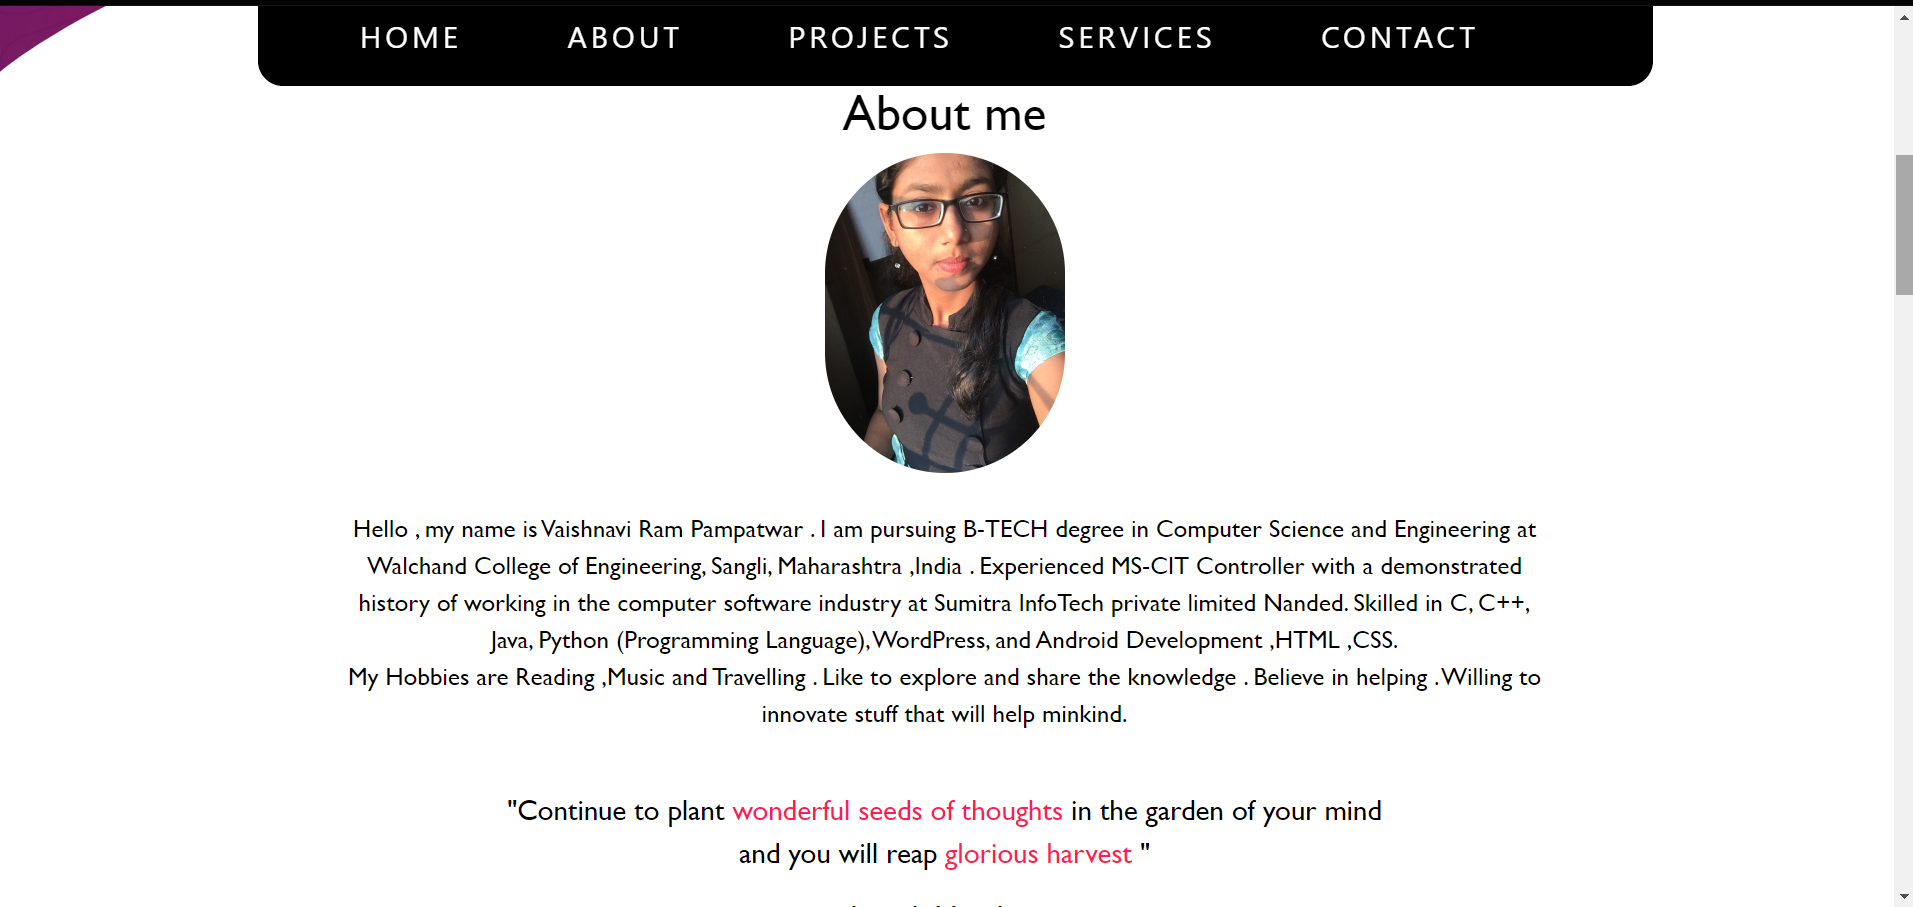 HOME ABOUT PROJECTS SERVICES CONTACT
About me
Hello , my name is Vaishnavi Ram Pampatwar . I am pursuing B-TECH degree in Computer Science and Engineering at
Walchand College of Engineering, Sangli, Maharashtra ,India . Experienced MS-CIT Controller with a demonstrated
history of working in the computer software industry at Sumitra InfoTech private limited Nanded. Skilled in C, C++,
Java, Python (Programming Language), WordPress, and Android Development ,HTML ,CSS.
My Hobbies are Reading ,Music and Travelling . Like to explore and share the knowledge . Believe in helping . Willing to
innovate stuff that will help minkind.
"Continue to plant wonderful seeds of thoughts in the garden of your mind
and you will reap glorious harvest "